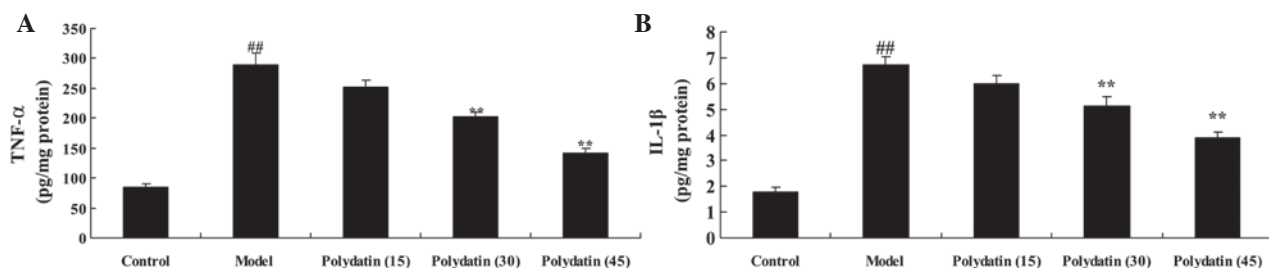 A
TNF-α
(pg/mg protein)
350
300
250
200
150
100
50
0
##
**
**
Control Model Polydatin (15) Polydatin (30) Polydatin (45)
B
IL-1β
(pg/mg protein)
8
7
6
5
4
3
2
1
0
##
**
**
Control Model Polydatin (15) Polydatin (30) Polydatin (45)